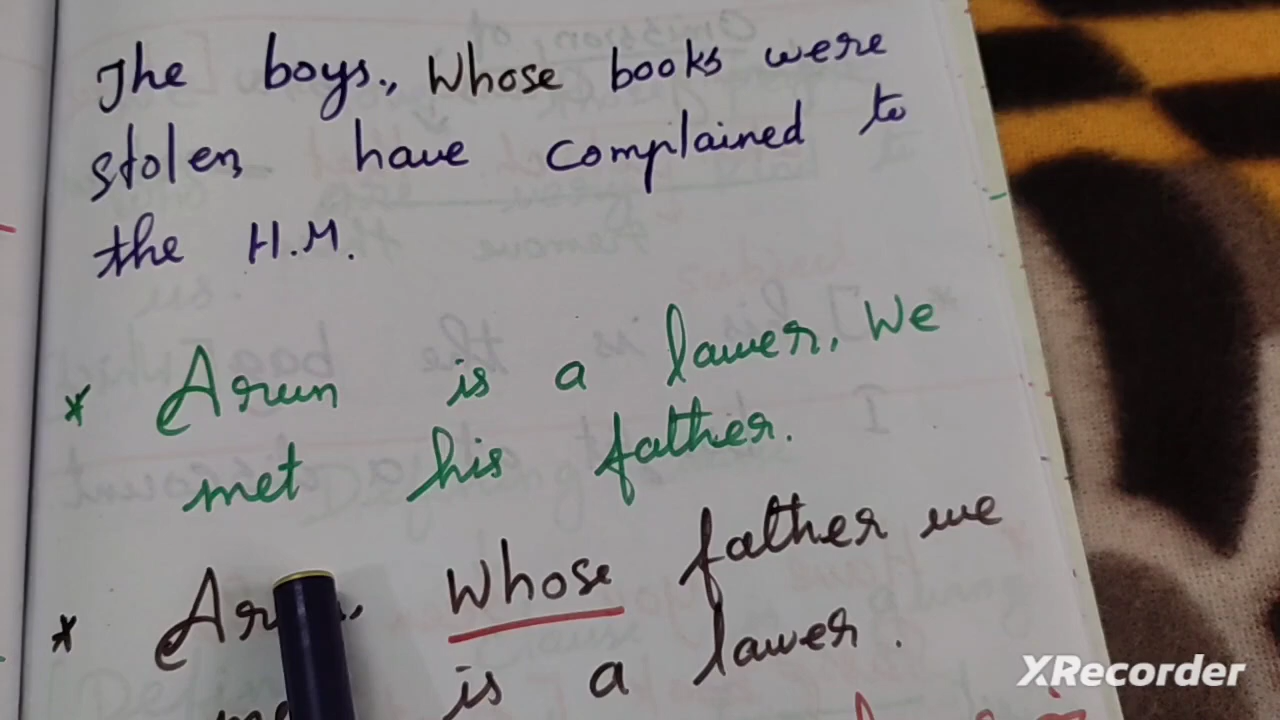 The boys., Whose books were
stolen have complained to
the H.M.
* Arun is a lawer. We
met his father.
* Whose father we
is a lawer.
XRecorder